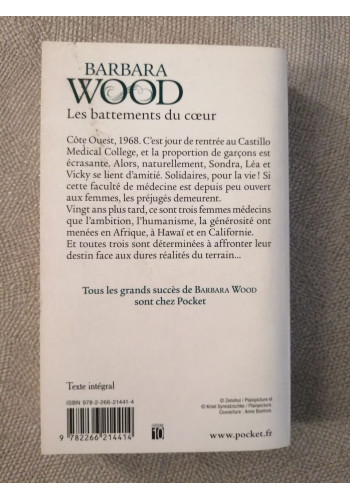 BARBARA
WOOD
Les battements du cœur
Côte Ouest, 1968. C'est jour de rentrée au Castillo
Medical College, et la proportion de garçons est
écrasante. Alors, naturellement, Sondra, Léa et
Vicky se lient d'amitié. Solidaires, pour la vie ! Si
cette faculté de médecine est depuis peu ouvert
aux femmes, les préjugés demeurent.
Vingt ans plus tard, ce sont trois femmes médecins
que l'ambition, l'humanisme, la générosité ont
menées en Afrique, à Hawaï et en Californie.
Et toutes trois sont déterminées à affronter leur
destin face aux dures réalités du terrain...
Tous les grands succès de BARBARA WOOD
sont chez Pocket
Texte intégral
ISBN 978-2-266-21441-4
9 782266 214414
www.pocket.fr